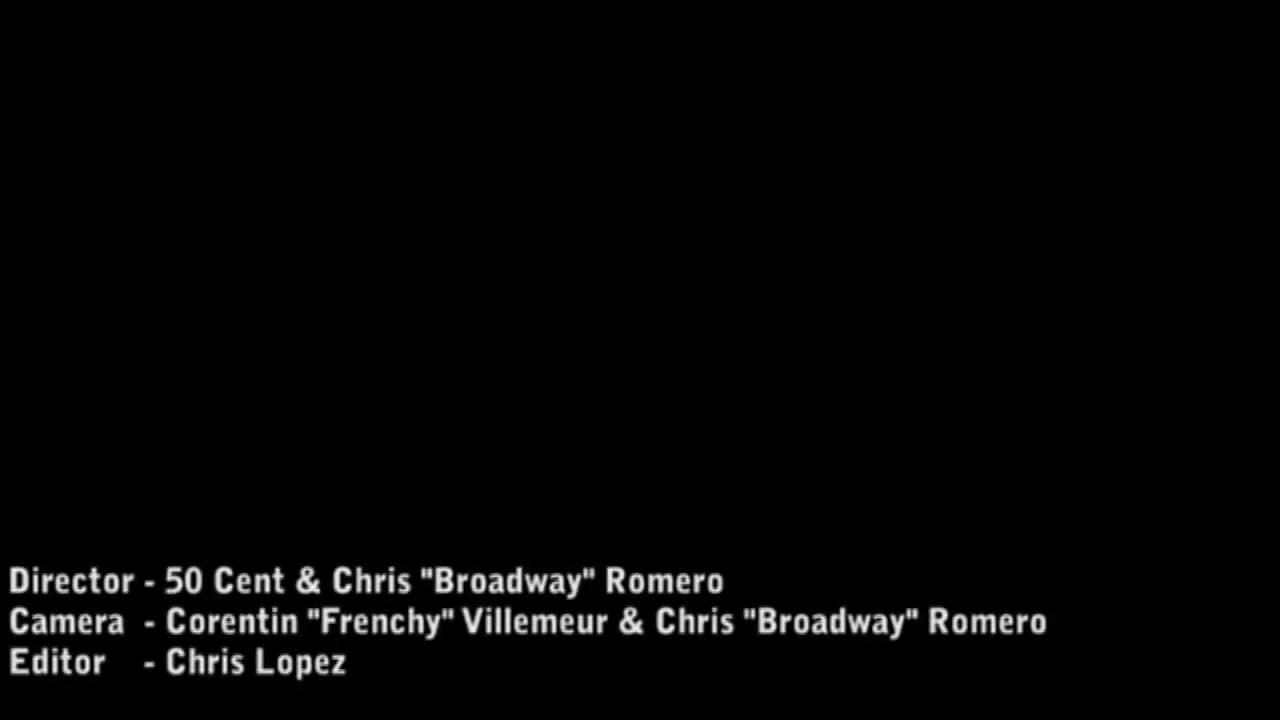 Director - 50 Cent & Chris "Broadway" Romero
Camera - Corentin "Frenchy" Villemeur & Chris "Broadway" Romero
Editor - Chris Lopez